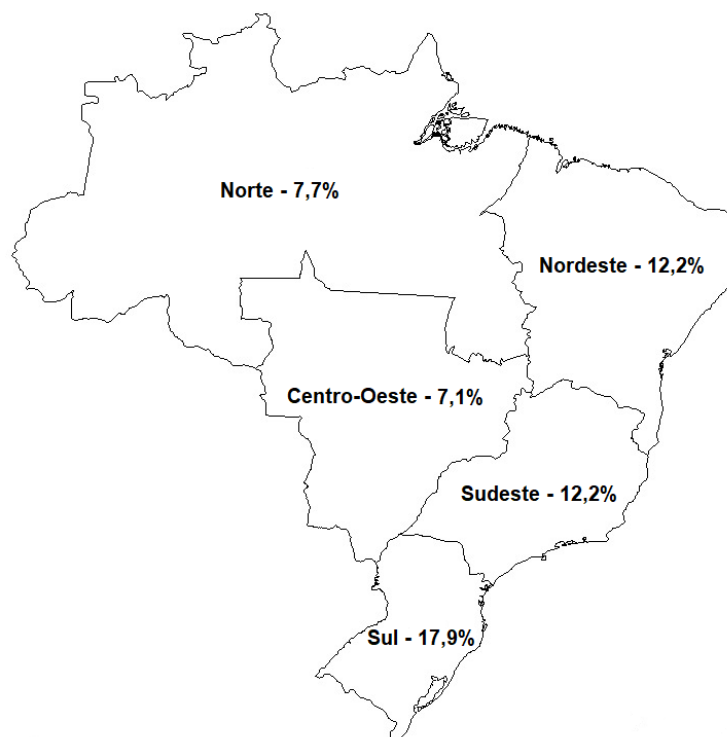 Norte - 7,7%
Nordeste - 12,2%
Centro-Oeste - 7,1%
Sudeste - 12,2%
Sul - 17,9%